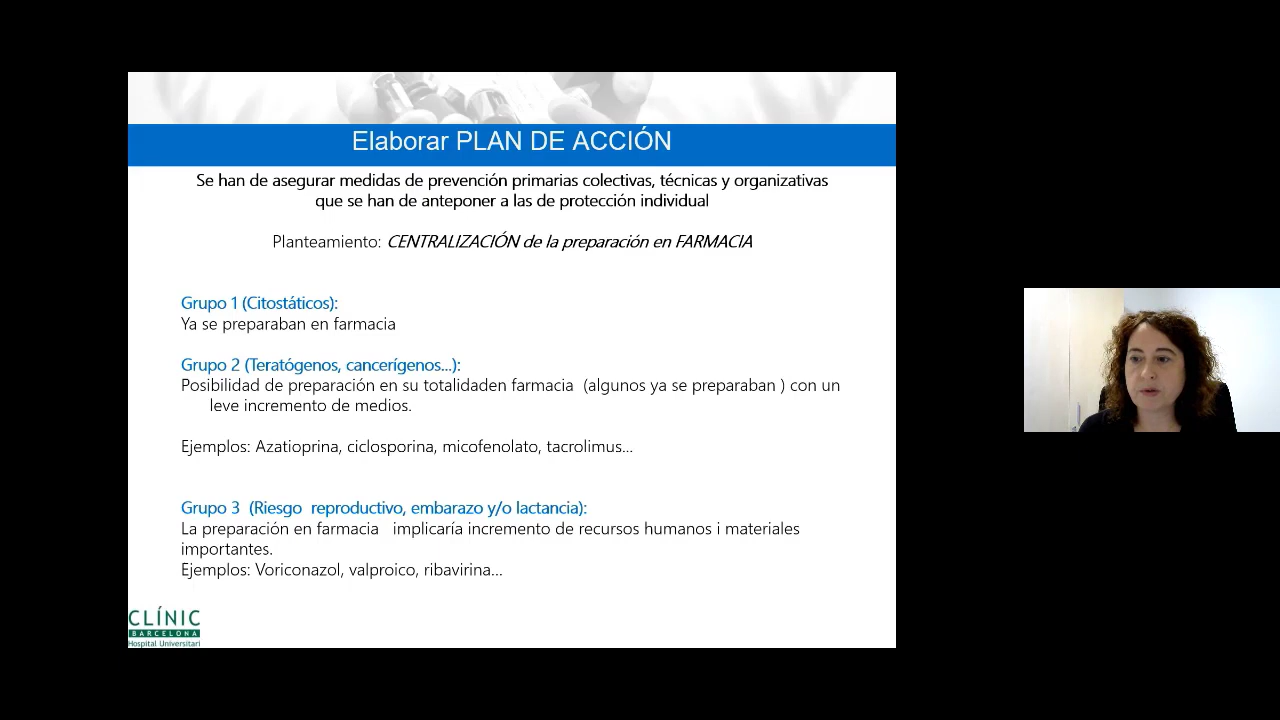 Elaborar PLAN DE ACCIÓN
Se han de asegurar medidas de prevención primarias colectivas, técnicas y organizativas
que se han de anteponer a las de protección individual
Planteamiento: CENTRALIZACIÓN de la preparación en FARMACIA
Grupo 1 (Citostáticos):
Ya se preparaban en farmacia
Grupo 2 (Teratógenos, cancerígenos...):
Posibilidad de preparación en su totalidaden farmacia (algunos ya se preparaban ) con un
leve incremento de medios.
Ejemplos: Azatioprina, ciclosporina, micofenolato, tacrolimus...
Grupo 3 (Riesgo reproductivo, embarazo y/o lactancia):
La preparación en farmacia implicaría incremento de recursos humanos i materiales
importantes.
Ejemplos: Voriconazol, valproico, ribavirina...
CLÍNIC
BARCELONA
Hospital Universitari